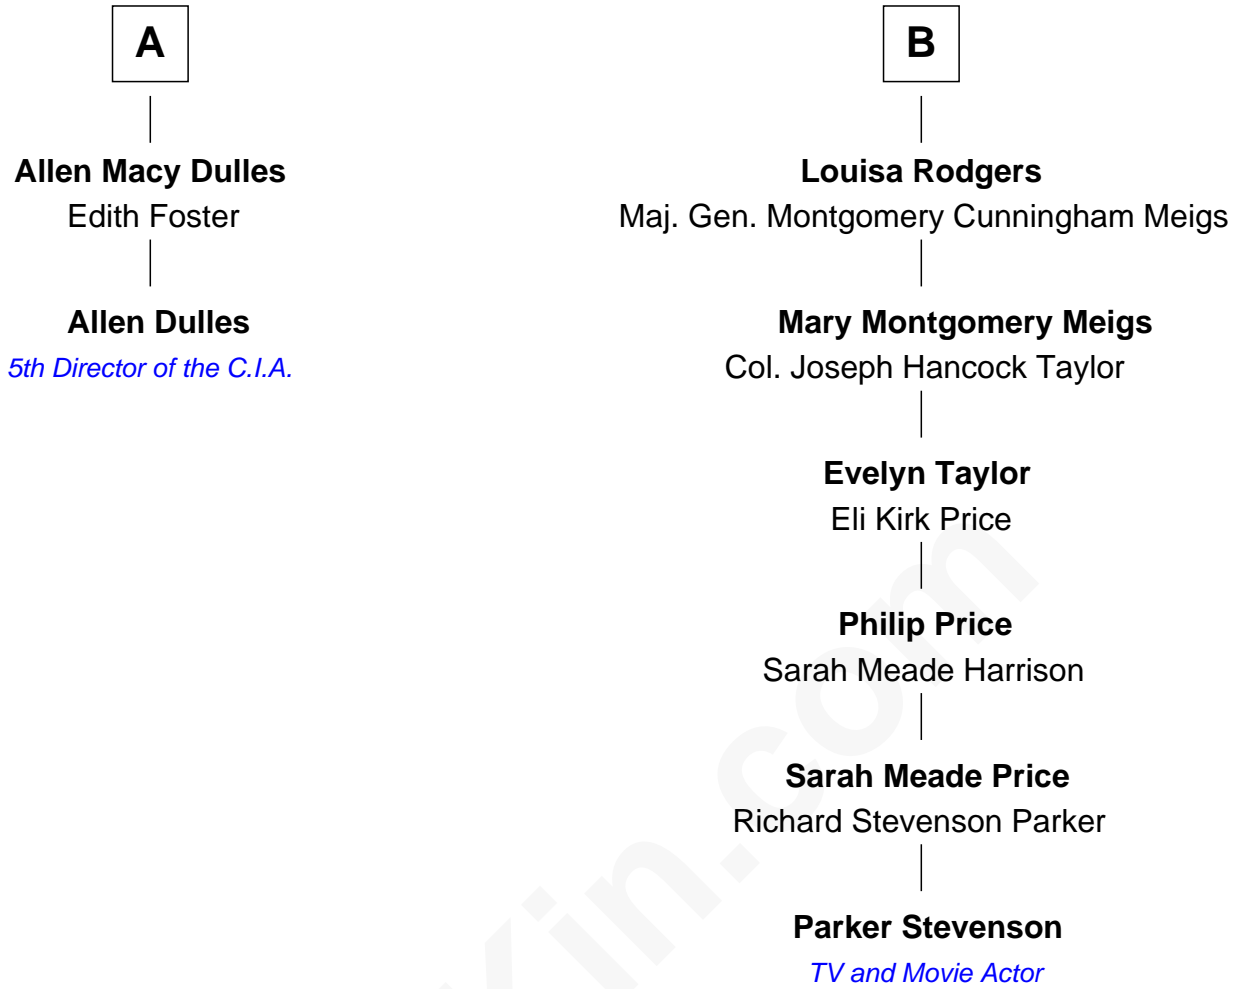 A
Allen Macy Dulles
Edith Foster
Allen Dulles
5th Director of the C.I.A.
B
Louisa Rodgers
Maj. Gen. Montgomery Cunningham Meigs
Mary Montgomery Meigs
Col. Joseph Hancock Taylor
Evelyn Taylor
Eli Kirk Price
Philip Price
Sarah Meade Harrison
Sarah Meade Price
Richard Stevenson Parker
Parker Stevenson
TV and Movie Actor